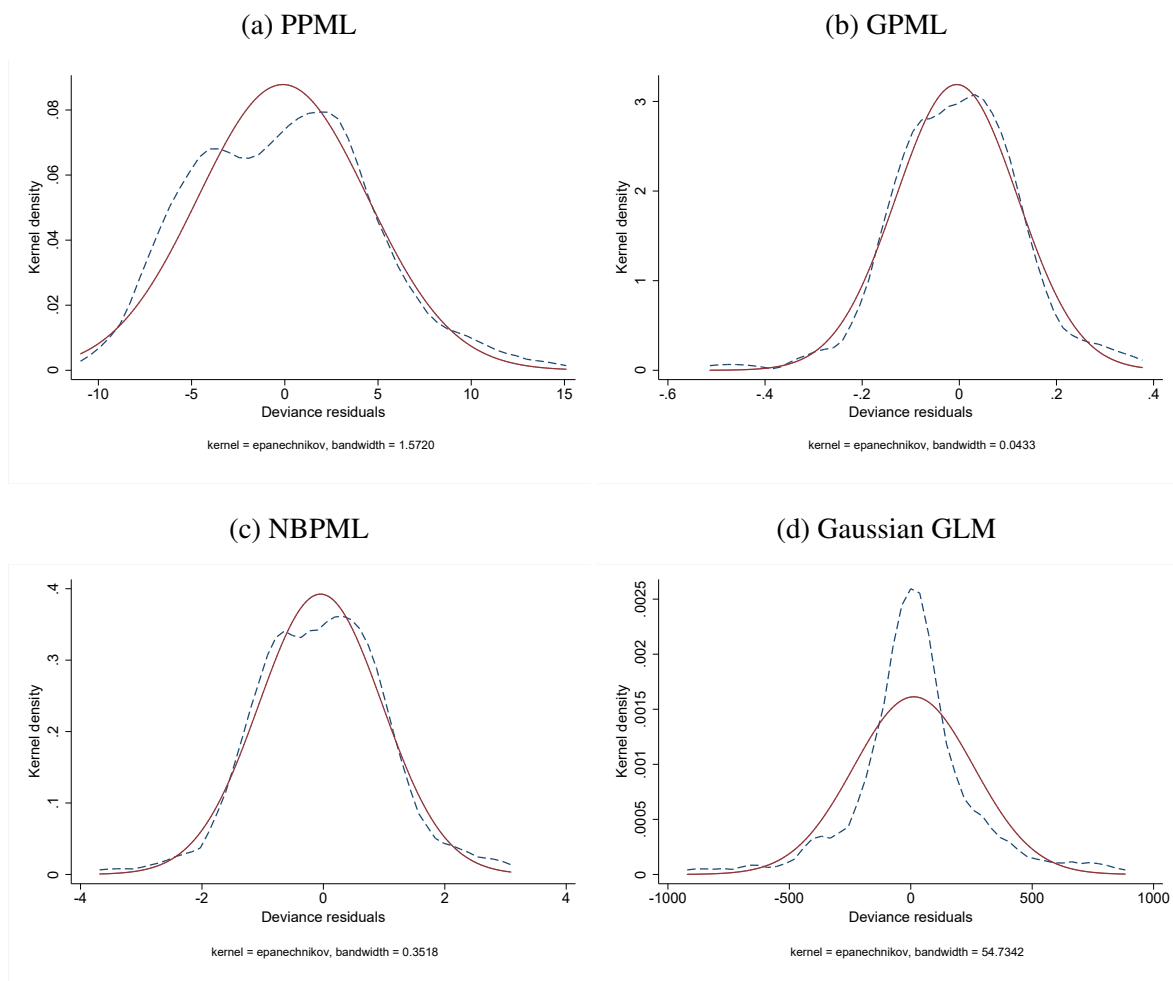 (a) PPML
Kernel density
0 .02 .04 .06 .08
-10 -5 0 5 10 15
Deviance residuals
kernel = epanechnikov, bandwidth = 1.5720
(b) GPML
Kernel density
0 1 2 3
-.6 -.4 -.2 0 .2 .4
Deviance residuals
kernel = epanechnikov, bandwidth = 0.0433
(c) NBPML
Kernel density
0 .1 .2 .3 .4
-4 -2 0 2 4
Deviance residuals
kernel = epanechnikov, bandwidth = 0.3518
(d) Gaussian GLM
Kernel density
0 .0005 .001 .0015 .002 .0025
-1000 -500 0 500 1000
Deviance residuals
kernel = epanechnikov, bandwidth = 54.7342